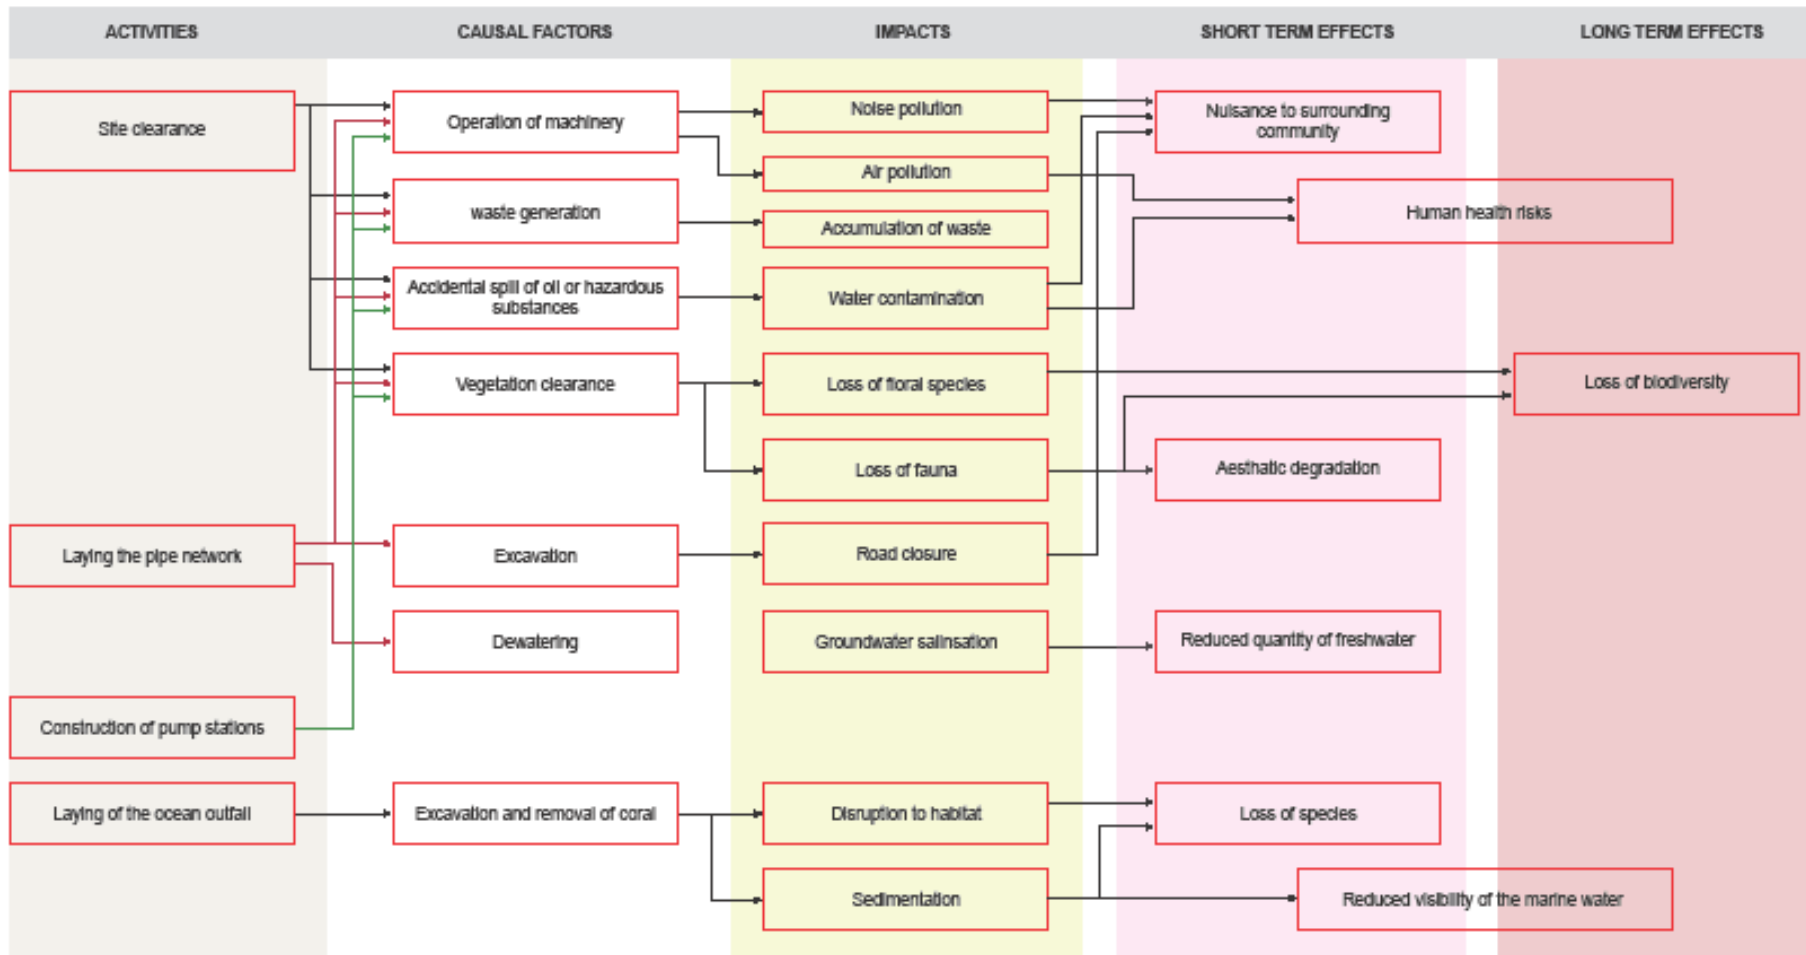 ACTIVITIES
CAUSAL FACTORS
IMPACTS
SHORT TERM EFFECTS
LONG TERM EFFECTS
Site clearance
Operation of machinery
Noise pollution
Nuisance to surrounding
community
Air pollution
waste generation
Human health risks
Accumulation of waste
Accidental spill of oil or hazardous
substances
Water contamination
Vegetation clearance
Loss of floral species
Loss of biodiversity
Loss of fauna
Aesthatic degradation
Laying the pipe network
Excavation
Road closure
Dewatering
Groundwater salinsation
Reduced quantity of freshwater
Construction of pump stations
Laying of the ocean outfall
Excavation and removal of coral
Disruption to habitat
Loss of species
Sedimentation
Reduced visibility of the marine water